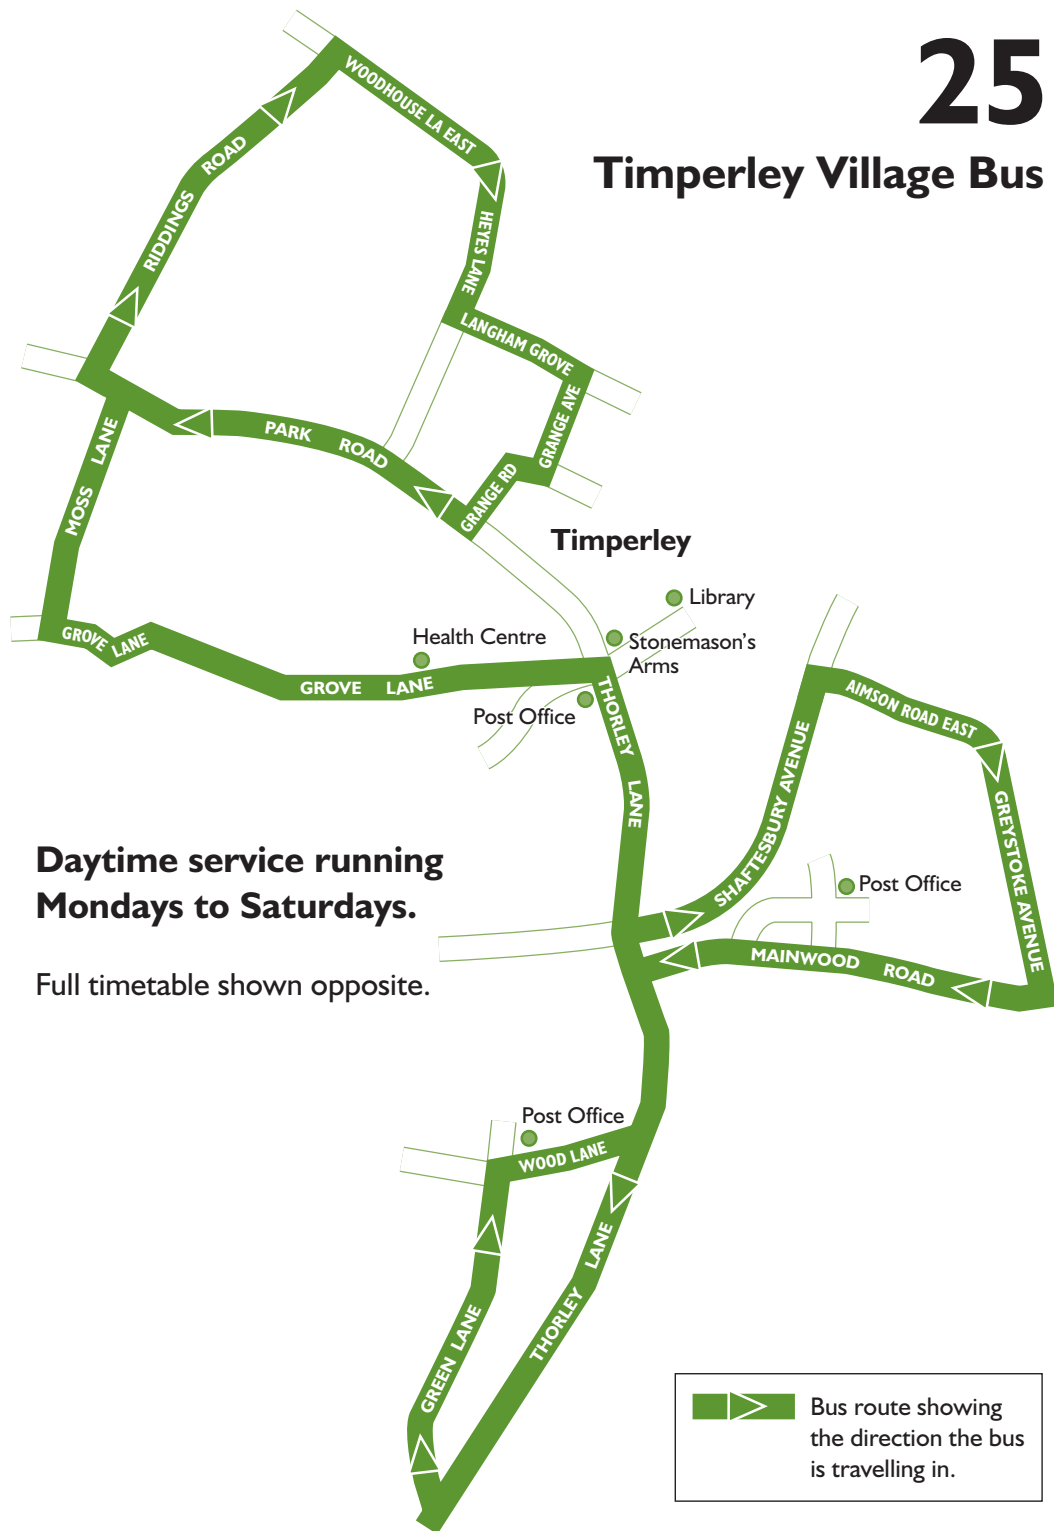 25
Timperley Village Bus
WOODHOUSE LA EAST
RIDDINGS ROAD
HEYES LANE
LANGHAM GROVE
GRANGE AVE
GRANGE RD
PARK ROAD
MOSS LANE
Timperley
Library
Stonemason's
Arms
Health Centre
GROVE LANE
GROVE LANE
Post Office
THORLEY LANE
AIMSON ROAD EAST
SHAFTESBURY AVENUE
GREYSTOKE AVENUE
Daytime service running
Mondays to Saturdays.
Post Office
MAINWOOD ROAD
Full timetable shown opposite.
Post Office
WOOD LANE
THORLEY LANE
GREEN LANE
Bus route showing
the direction the bus
is travelling in.